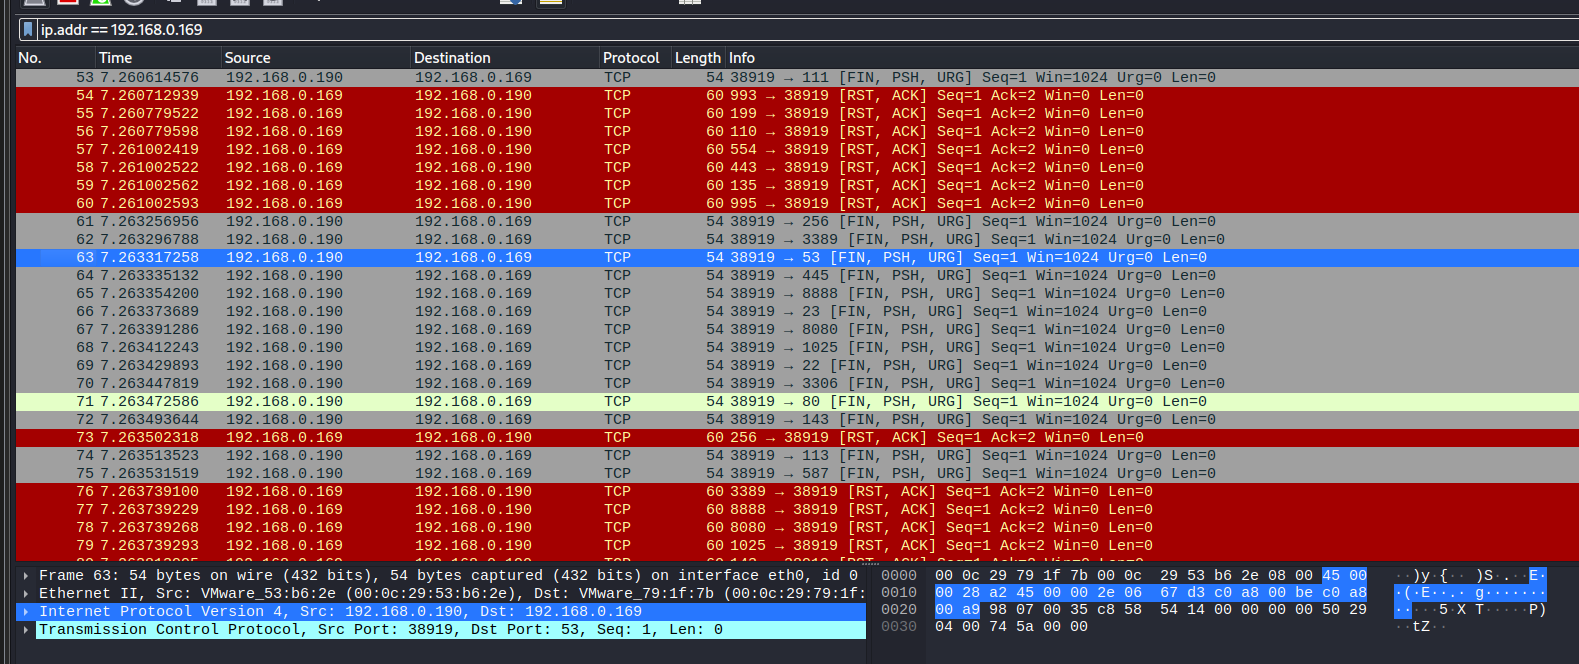 ip.addr == 192.168.0.169
No. Time Source Destination Protocol Length Info
53 7.260614576 192.168.0.190 192.168.0.169 TCP 54 38919 → 111 [FIN, PSH, URG] Seq=1 Win=1024 Urg=0 Len=0
54 7.260712939 192.168.0.169 192.168.0.190 TCP 60 993 → 38919 [RST, ACK] Seq=1 Ack=2 Win=0 Len=0
55 7.260779522 192.168.0.169 192.168.0.190 TCP 60 199 → 38919 [RST, ACK] Seq=1 Ack=2 Win=0 Len=0
56 7.260779598 192.168.0.169 192.168.0.190 TCP 60 110 → 38919 [RST, ACK] Seq=1 Ack=2 Win=0 Len=0
57 7.261002419 192.168.0.169 192.168.0.190 TCP 60 554 → 38919 [RST, ACK] Seq=1 Ack=2 Win=0 Len=0
58 7.261002522 192.168.0.169 192.168.0.190 TCP 60 443 → 38919 [RST, ACK] Seq=1 Ack=2 Win=0 Len=0
59 7.261002562 192.168.0.169 192.168.0.190 TCP 60 135 → 38919 [RST, ACK] Seq=1 Ack=2 Win=0 Len=0
60 7.261002593 192.168.0.169 192.168.0.190 TCP 60 995 → 38919 [RST, ACK] Seq=1 Ack=2 Win=0 Len=0
61 7.263256956 192.168.0.190 192.168.0.169 TCP 54 38919 → 256 [FIN, PSH, URG] Seq=1 Win=1024 Urg=0 Len=0
62 7.263296788 192.168.0.190 192.168.0.169 TCP 54 38919 → 3389 [FIN, PSH, URG] Seq=1 Win=1024 Urg=0 Len=0
63 7.263317258 192.168.0.190 192.168.0.169 TCP 54 38919 → 53 [FIN, PSH, URG] Seq=1 Win=1024 Urg=0 Len=0
64 7.263335132 192.168.0.190 192.168.0.169 TCP 54 38919 → 445 [FIN, PSH, URG] Seq=1 Win=1024 Urg=0 Len=0
65 7.263354200 192.168.0.190 192.168.0.169 TCP 54 38919 → 8888 [FIN, PSH, URG] Seq=1 Win=1024 Urg=0 Len=0
66 7.263373689 192.168.0.190 192.168.0.169 TCP 54 38919 → 23 [FIN, PSH, URG] Seq=1 Win=1024 Urg=0 Len=0
67 7.263391286 192.168.0.190 192.168.0.169 TCP 54 38919 → 8080 [FIN, PSH, URG] Seq=1 Win=1024 Urg=0 Len=0
68 7.263412243 192.168.0.190 192.168.0.169 TCP 54 38919 → 1025 [FIN, PSH, URG] Seq=1 Win=1024 Urg=0 Len=0
69 7.263429893 192.168.0.190 192.168.0.169 TCP 54 38919 → 22 [FIN, PSH, URG] Seq=1 Win=1024 Urg=0 Len=0
70 7.263447819 192.168.0.190 192.168.0.169 TCP 54 38919 → 3306 [FIN, PSH, URG] Seq=1 Win=1024 Urg=0 Len=0
71 7.263472586 192.168.0.190 192.168.0.169 TCP 54 38919 → 80 [FIN, PSH, URG] Seq=1 Win=1024 Urg=0 Len=0
72 7.263493644 192.168.0.190 192.168.0.169 TCP 54 38919 → 143 [FIN, PSH, URG] Seq=1 Win=1024 Urg=0 Len=0
73 7.263502318 192.168.0.169 192.168.0.190 TCP 60 256 → 38919 [RST, ACK] Seq=1 Ack=2 Win=0 Len=0
74 7.263513523 192.168.0.190 192.168.0.169 TCP 54 38919 → 113 [FIN, PSH, URG] Seq=1 Win=1024 Urg=0 Len=0
75 7.263531519 192.168.0.190 192.168.0.169 TCP 54 38919 → 587 [FIN, PSH, URG] Seq=1 Win=1024 Urg=0 Len=0
76 7.263739100 192.168.0.169 192.168.0.190 TCP 60 3389 → 38919 [RST, ACK] Seq=1 Ack=2 Win=0 Len=0
77 7.263739229 192.168.0.169 192.168.0.190 TCP 60 8888 → 38919 [RST, ACK] Seq=1 Ack=2 Win=0 Len=0
78 7.263739268 192.168.0.169 192.168.0.190 TCP 60 8080 → 38919 [RST, ACK] Seq=1 Ack=2 Win=0 Len=0
79 7.263739293 192.168.0.169 192.168.0.190 TCP 60 1025 → 38919 [RST, ACK] Seq=1 Ack=2 Win=0 Len=0
Frame 63: 54 bytes on wire (432 bits), 54 bytes captured (432 bits) on interface eth0, id 0
Ethernet II, Src: VMware_53:b6:2e (00:0c:29:53:b6:2e), Dst: VMware_79:1f:7b (00:0c:29:79:1f:
Internet Protocol Version 4, Src: 192.168.0.190, Dst: 192.168.0.169
Transmission Control Protocol, Src Port: 38919, Dst Port: 53, Seq: 1, Len: 0
0000 00 0c 29 79 1f 7b 00 0c 29 53 b6 2e 08 00 45 00 ··)y·{·· )S·.··E·
0010 00 28 a2 45 00 00 2e 06 67 d3 c0 a8 00 be c0 a8 ·(·E··.· g·······
0020 00 a9 98 07 00 35 c8 58 54 14 00 00 00 00 50 29 ·····5·X T·····P)
0030 04 00 74 5a 00 00 ··tZ··